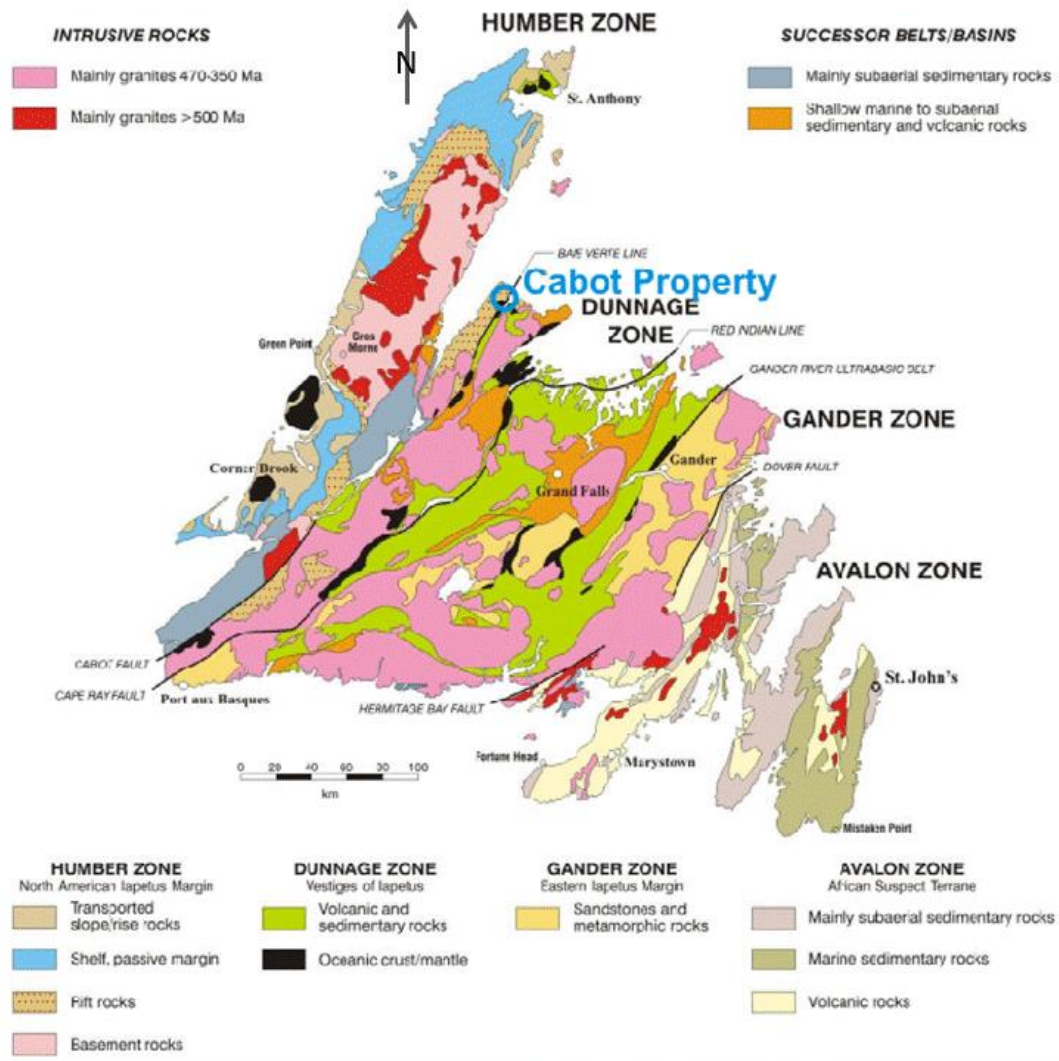 HUMBER ZONE
N
INTRUSIVE ROCKS
Mainly granites 470-350 Ma
Mainly granites >500 Ma
SUCCESSOR BELTS/BASINS
Mainly subaerial sedimentary rocks
Shallow marine to subaerial
sedimentary and volcanic rocks
St. Anthony
BAIE VERTE LINE
Cabot Property
DUNNAGE
ZONE
RED INDIAN LINE
Green Point
Gros
Morne
GANDER RIVER ULTRABASIC BELT
GANDER ZONE
Corner Brook
Gander
DOVER FAULT
Grand Falls
AVALON ZONE
CABOT FAULT
CAPE RAY FAULT
Port aux Basques
HERMITAGE BAY FAULT
St. John's
Fortune Head
Marystown
0 20 40 60 80 100
km
Mistaken Point
HUMBER ZONE
North American Iapetus Margin
Transported
slope/rise rocks
Shelf, passive margin
Rift rocks
Basement rocks
DUNNAGE ZONE
Vestiges of Iapetus
Volcanic and
sedimentary rocks
Oceanic crust/mantle
GANDER ZONE
Eastern Iapetus Margin
Sandstones and
metamorphic rocks
AVALON ZONE
African Suspect Terrane
Mainly subaerial sedimentary rocks
Marine sedimentary rocks
Volcanic rocks